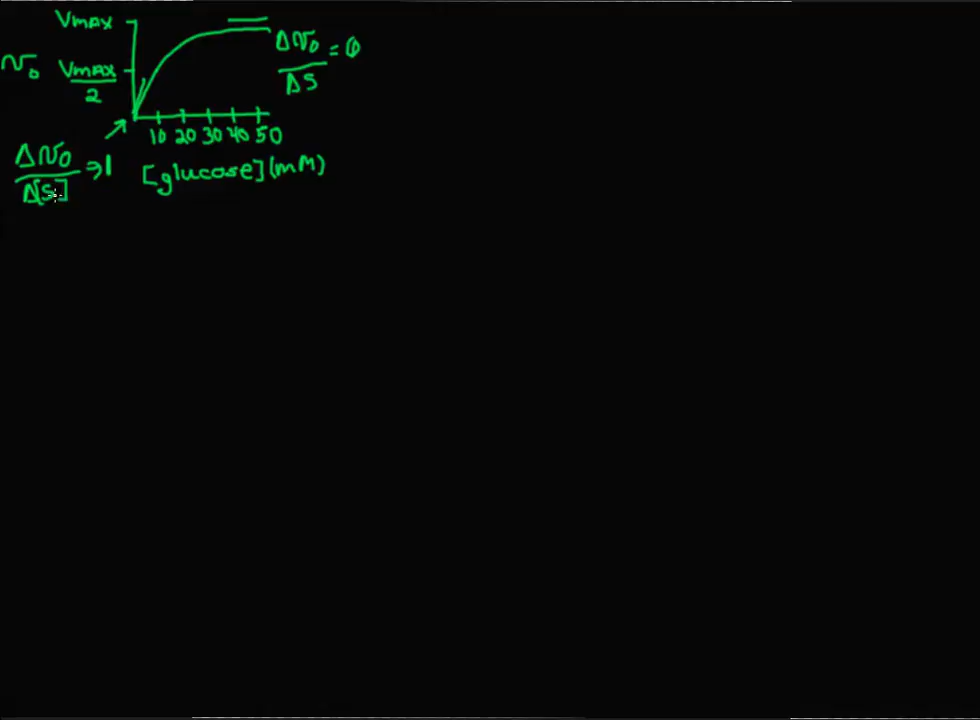 Vmax
v₀
Vmax
2
Δv₀
ΔS
= 0
10 20 30 40 50
[glucose](mM)
Δv₀
Δ[S]
⇒1